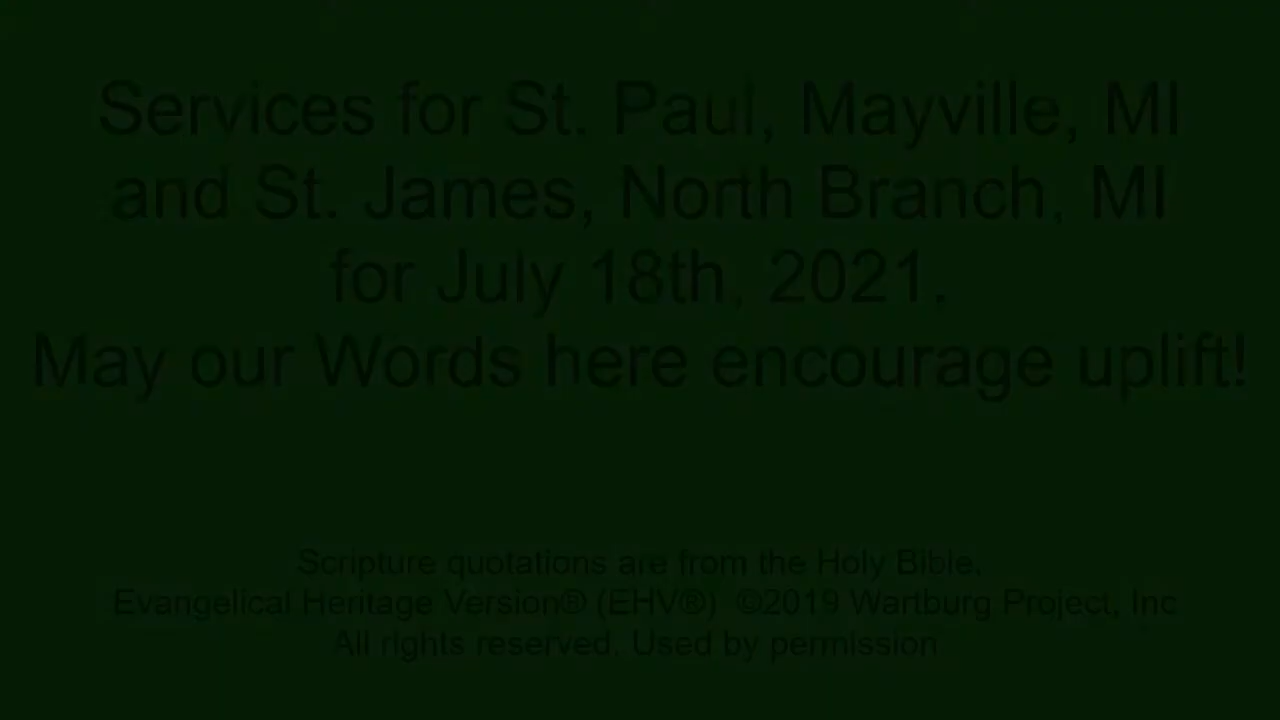 Services for St. Paul, Mayville, MI
and St. James, North Branch, MI
for July 18th, 2021.
May our Words here encourage uplift!
Scripture quotations are from the Holy Bible.
Evangelical Heritage Version® (EHV®) ©2019 Wartburg Project, Inc
All rights reserved. Used by permission